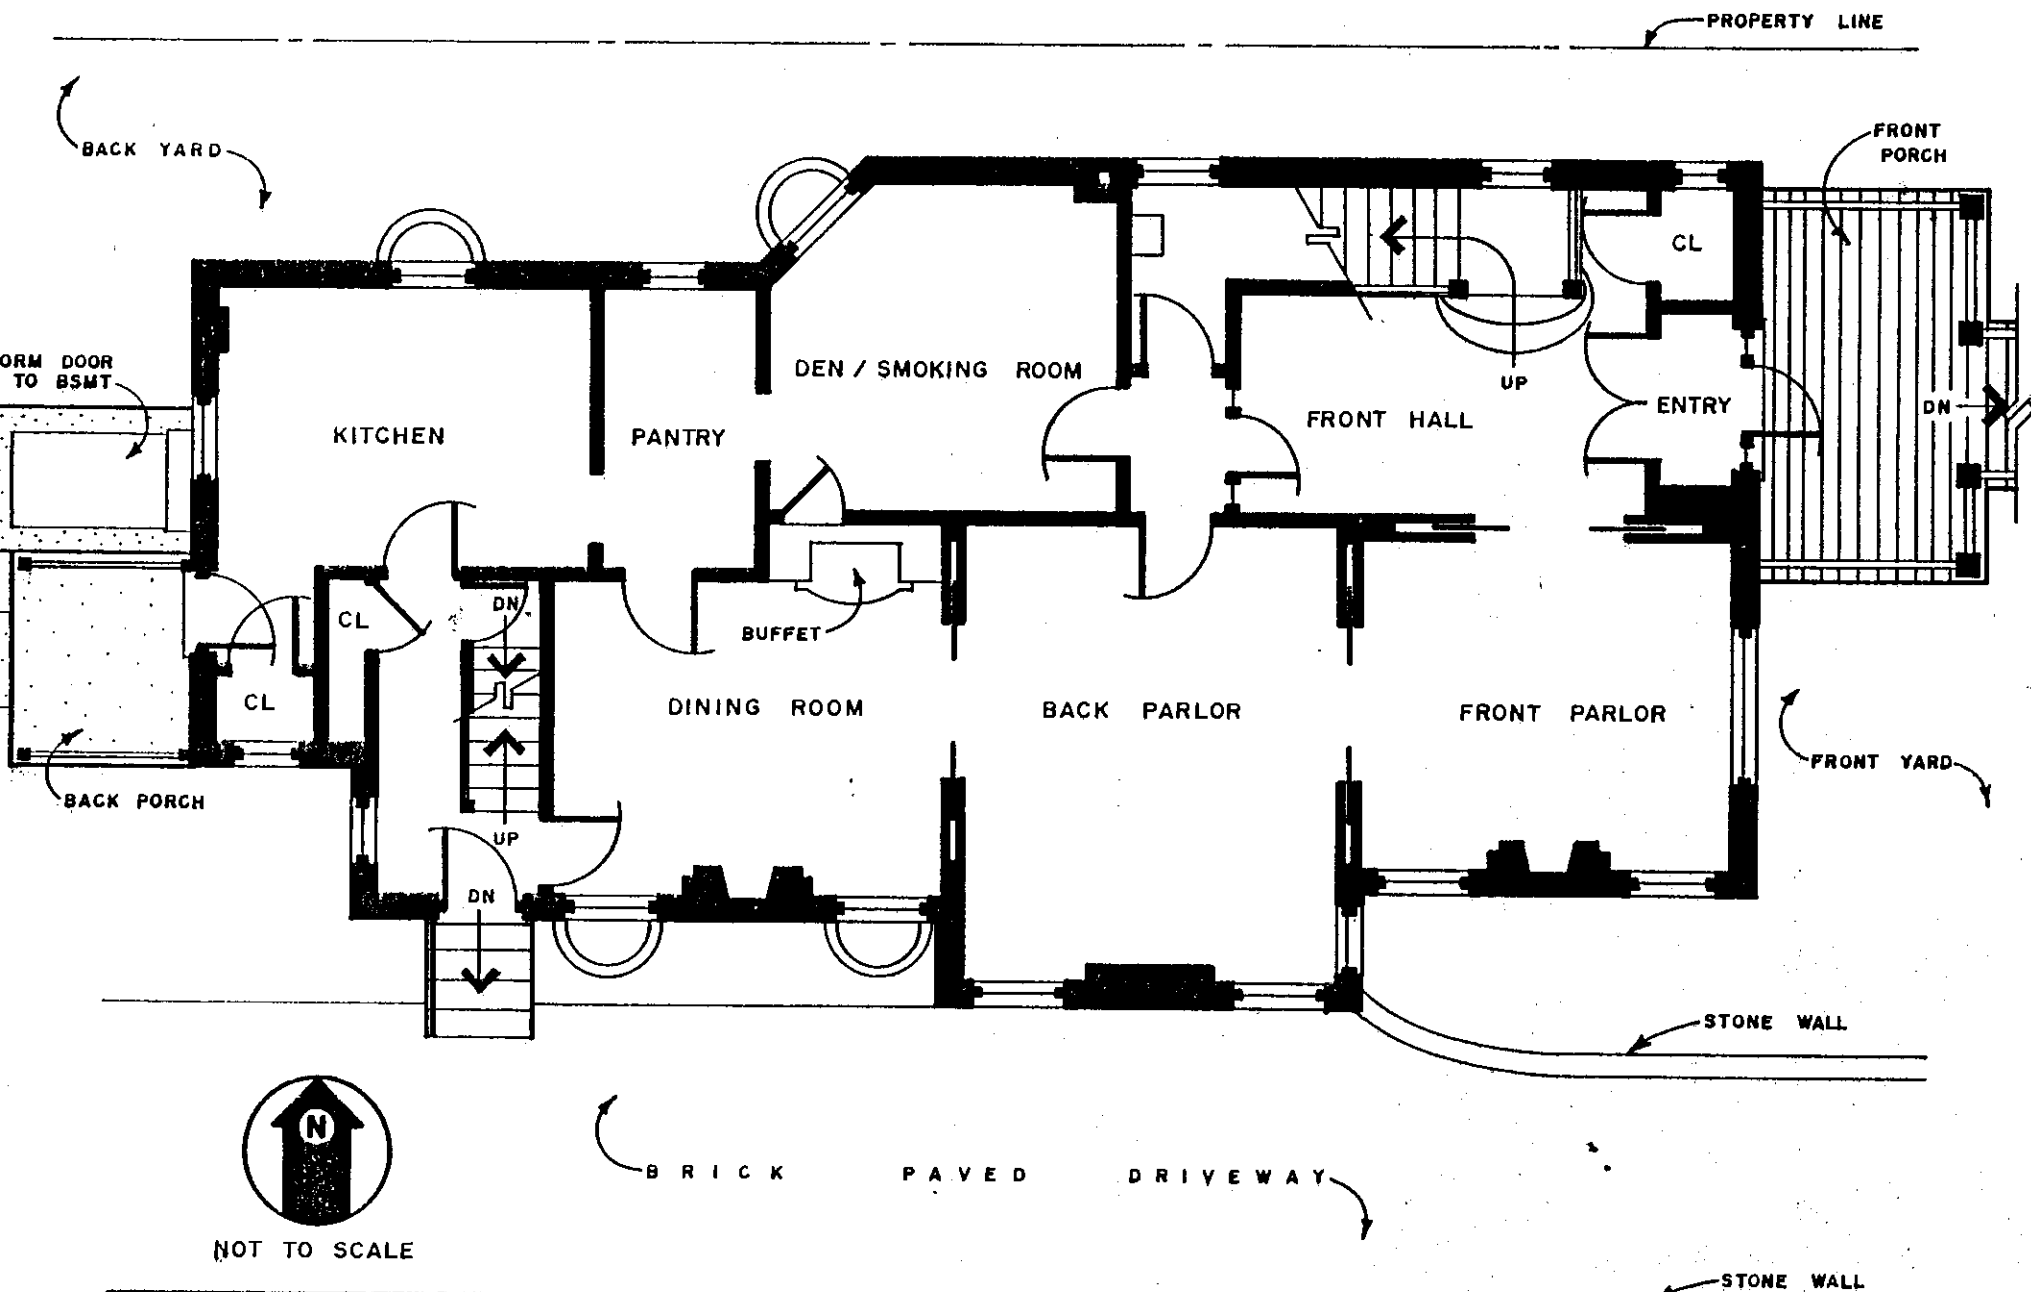 PROPERTY LINE
BACK YARD
FRONT
PORCH
CL
ORM DOOR
TO BSMT
DEN / SMOKING ROOM
UP
ENTRY
DN
FRONT HALL
KITCHEN
PANTRY
CL
DN
BUFFET
CL
DINING ROOM
BACK PARLOR
FRONT PARLOR
FRONT YARD
BACK PORCH
UP
DN
STONE WALL
N
BRICK PAVED DRIVEWAY
NOT TO SCALE
STONE WALL